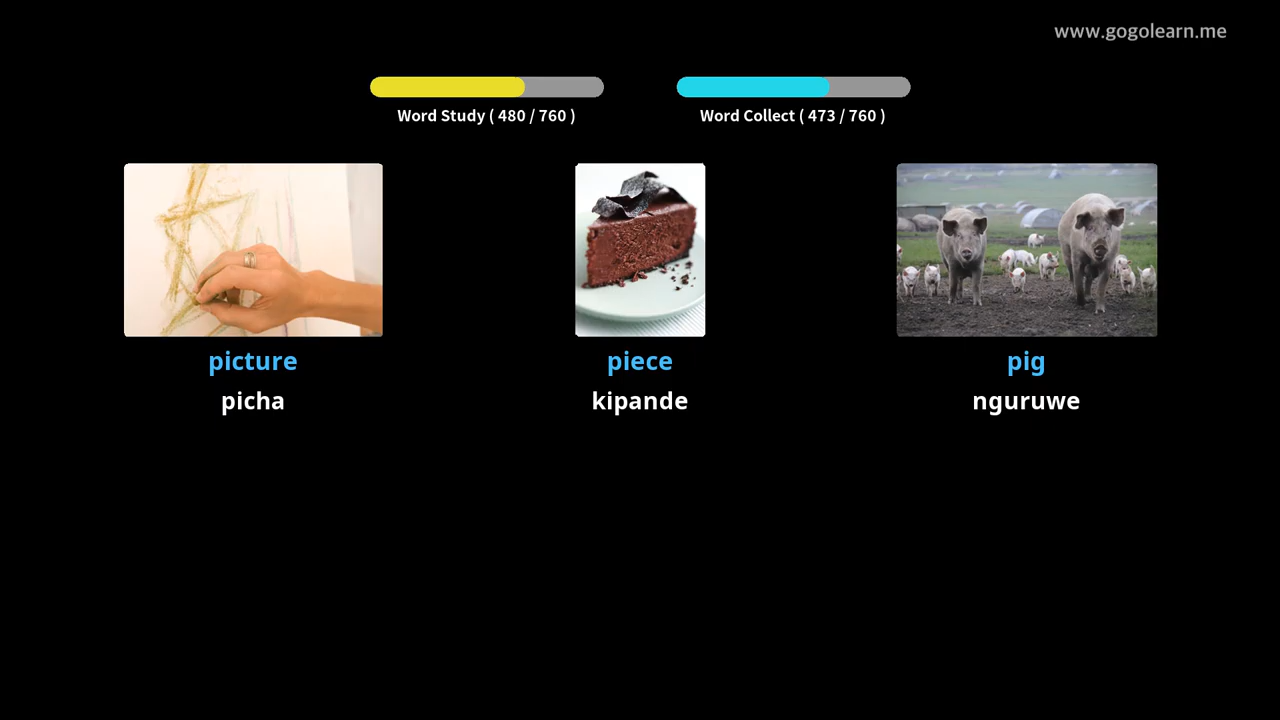 www.gogolearn.me
Word Study ( 480 / 760 )
Word Collect ( 473 / 760 )
picture
piece
pig
picha
kipande
nguruwe